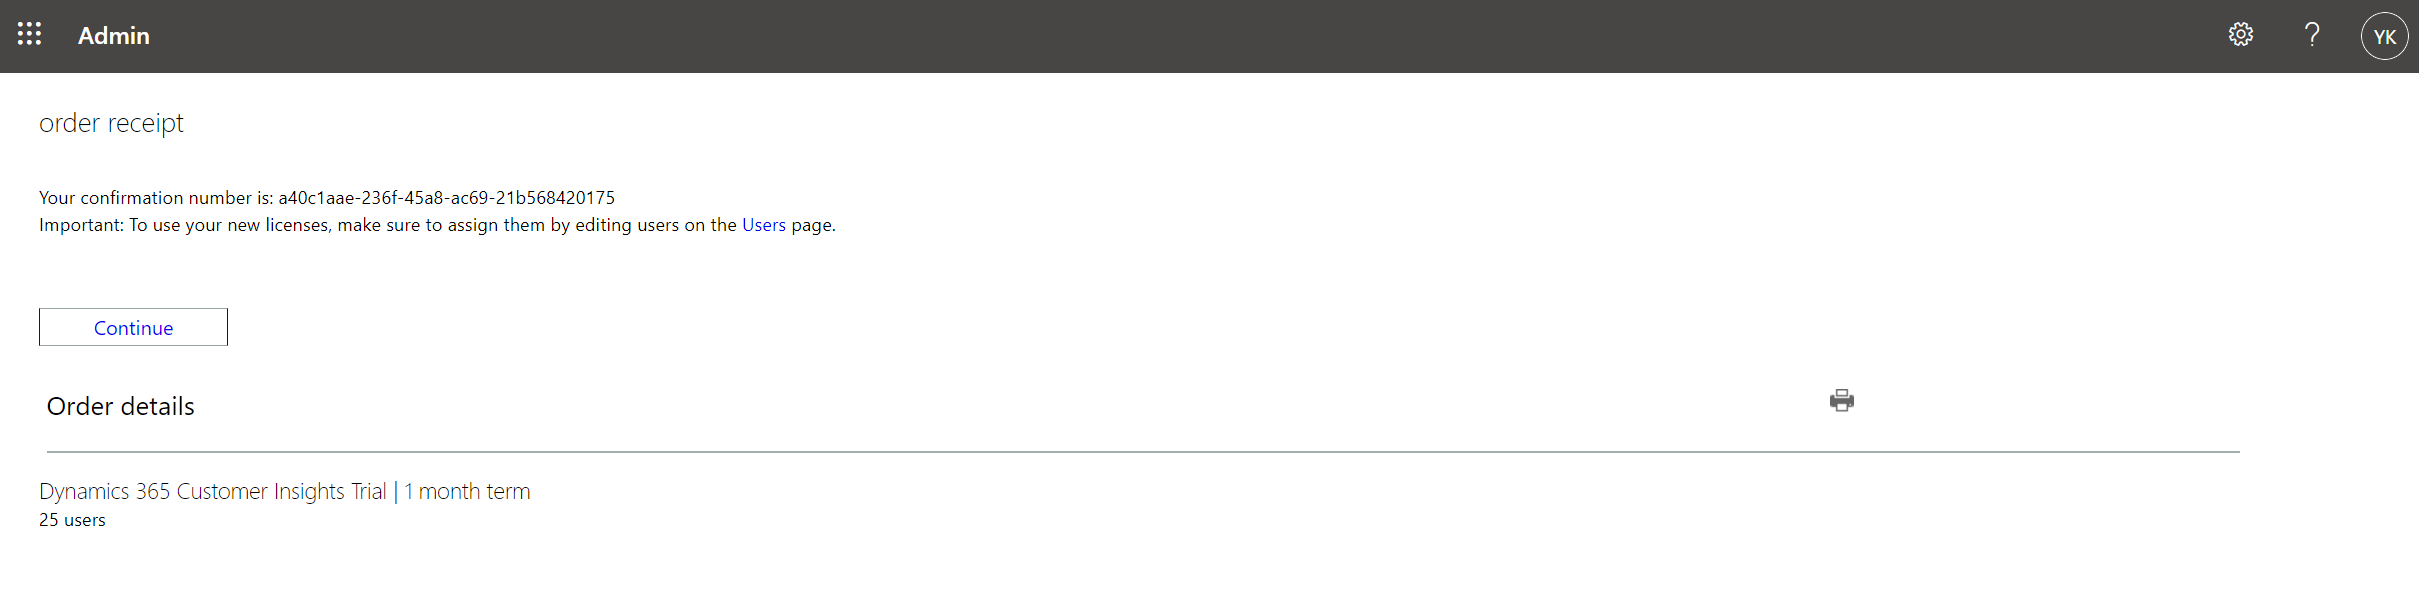 Admin
?
YK
order receipt
Your confirmation number is: a40c1aae-236f-45a8-ac69-21b568420175
Important: To use your new licenses, make sure to assign them by editing users on the Users page.
Continue
Order details
Dynamics 365 Customer Insights Trial | 1 month term
25 users